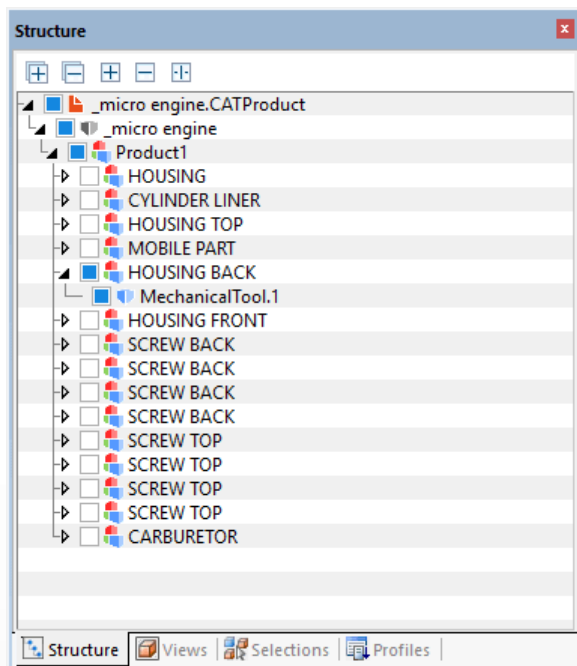 Structure
_micro engine.CATProduct
_micro engine
Product1
HOUSING
CYLINDER LINER
HOUSING TOP
MOBILE PART
HOUSING BACK
MechanicalTool.1
HOUSING FRONT
SCREW BACK
SCREW BACK
SCREW BACK
SCREW BACK
SCREW TOP
SCREW TOP
SCREW TOP
SCREW TOP
CARBURETOR
Structure Views Selections Profiles